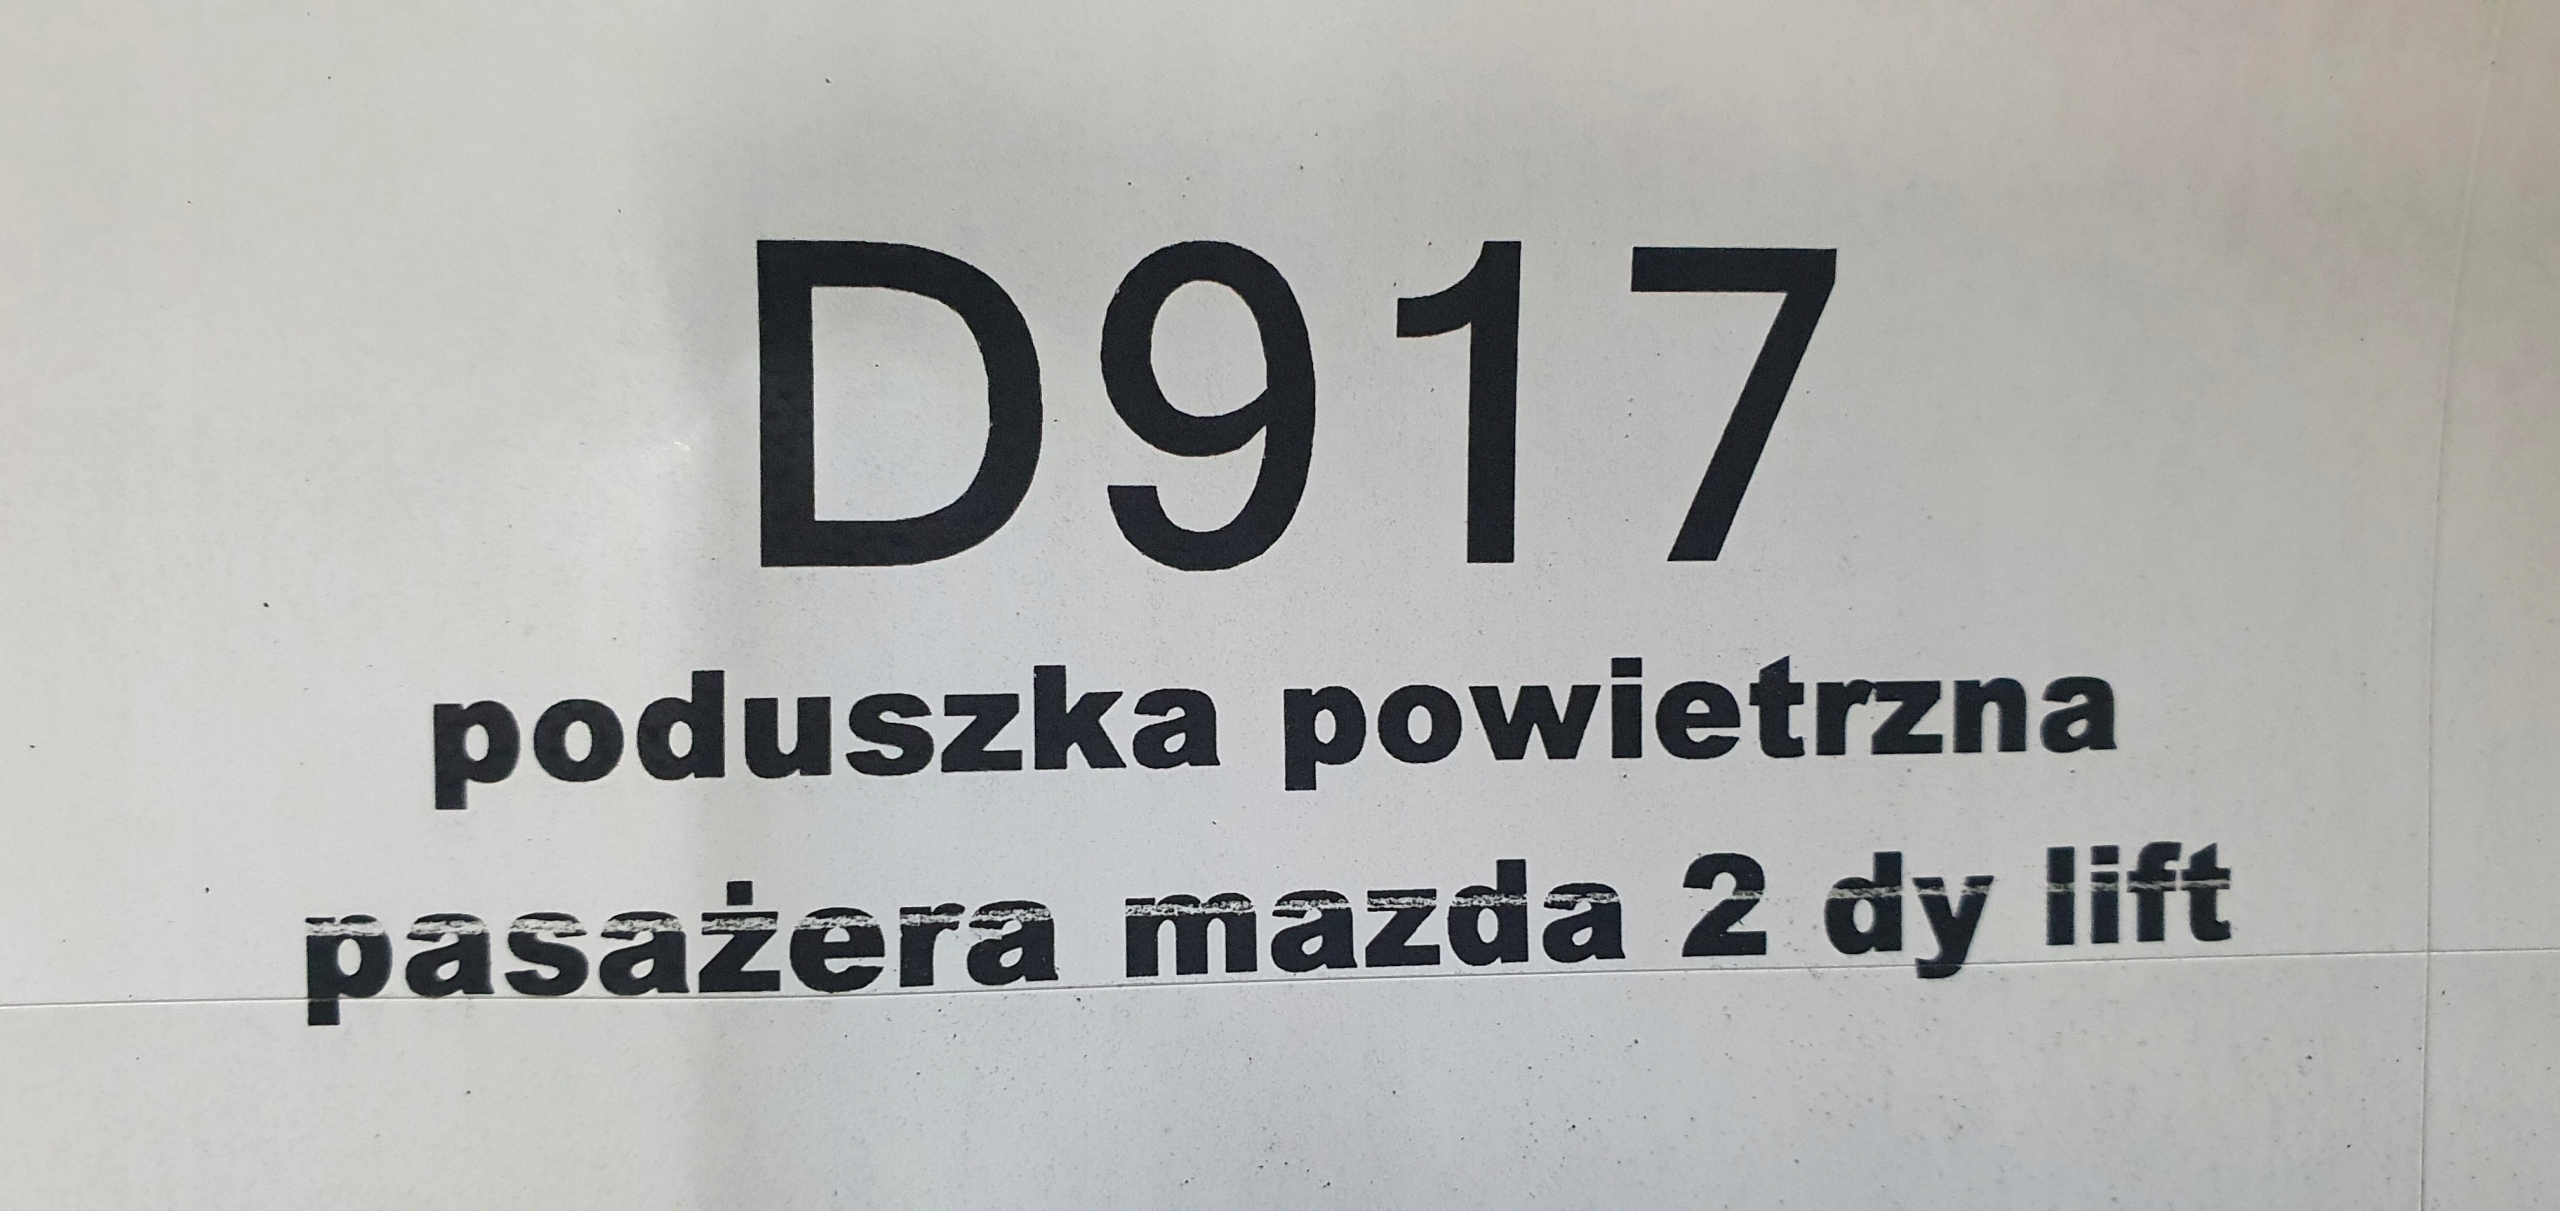 D917
poduszka powietrzna
pasażera mazda 2 dy lift